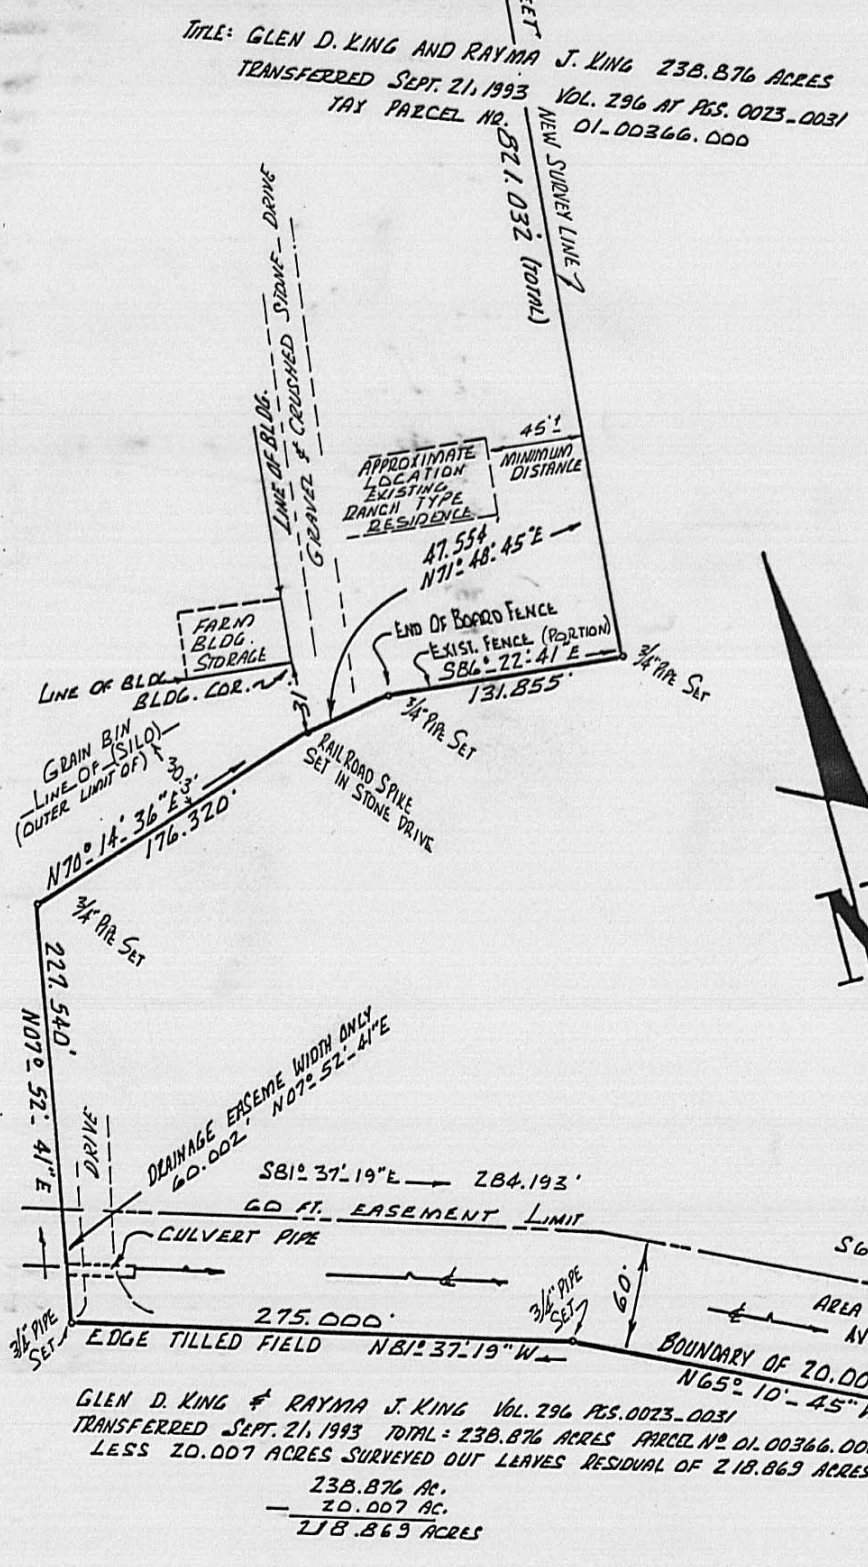 TITLE: GLEN D. KING AND RAYMA J. KING 238.876 ACRES
TRANSFERRED SEPT. 21, 1993 VOL. 296 AT PGS. 0023-0031
TAX PARCEL NO. 01-00366.000
821.032 (TOTAL)
NEW SURVEY LINE
GRAVEL & CRUSHED STONE DRIVE
LINE OF BLDG.
45'±
MINIMUM
DISTANCE
APPROXIMATE
LOCATION
EXISTING
RANCH TYPE
RESIDENCE
47.554
N71°-48'-45"E
END OF BOARD FENCE
EXIST. FENCE (PORTION)
S86°-22'-41"E
131.855'
3/4" PIPE SET
3/4" PIPE SET
FARM
BLDG.
STORAGE
LINE OF BLDG.
BLDG. COR.
31'
RAILROAD SPIKE
SET IN STONE DRIVE
GRAIN BIN
LINE OF (SILO)
(OUTER LIMIT OF)
30.3'
N70°-14'-36"E
176.320'
3/4" PIPE SET
227.540'
N07°-52'-41"E
DRIVE
DRAINAGE EASEME WIDTH ONLY
60.002' N07°-52'-41"E
S81°-37'-19"E 284.193'
60 FT. EASEMENT LIMIT
CULVERT PIPE
3/4" PIPE
SET
60'
S6
AREA
275.000'
3/4" PIPE
SET
EDGE TILLED FIELD N81°-37'-19"W
BOUNDARY OF 20.00
N65°-10'-45"
N
GLEN D. KING & RAYMA J. KING VOL. 296 PGS. 0023-0031
TRANSFERRED SEPT. 21, 1993 TOTAL = 238.876 ACRES PARCEL Nº 01.00366.00
LESS 20.007 ACRES SURVEYED OUT LEAVES RESIDUAL OF 218.869 ACRES
238.876 AC.
- 20.007 AC.
218.869 ACRES